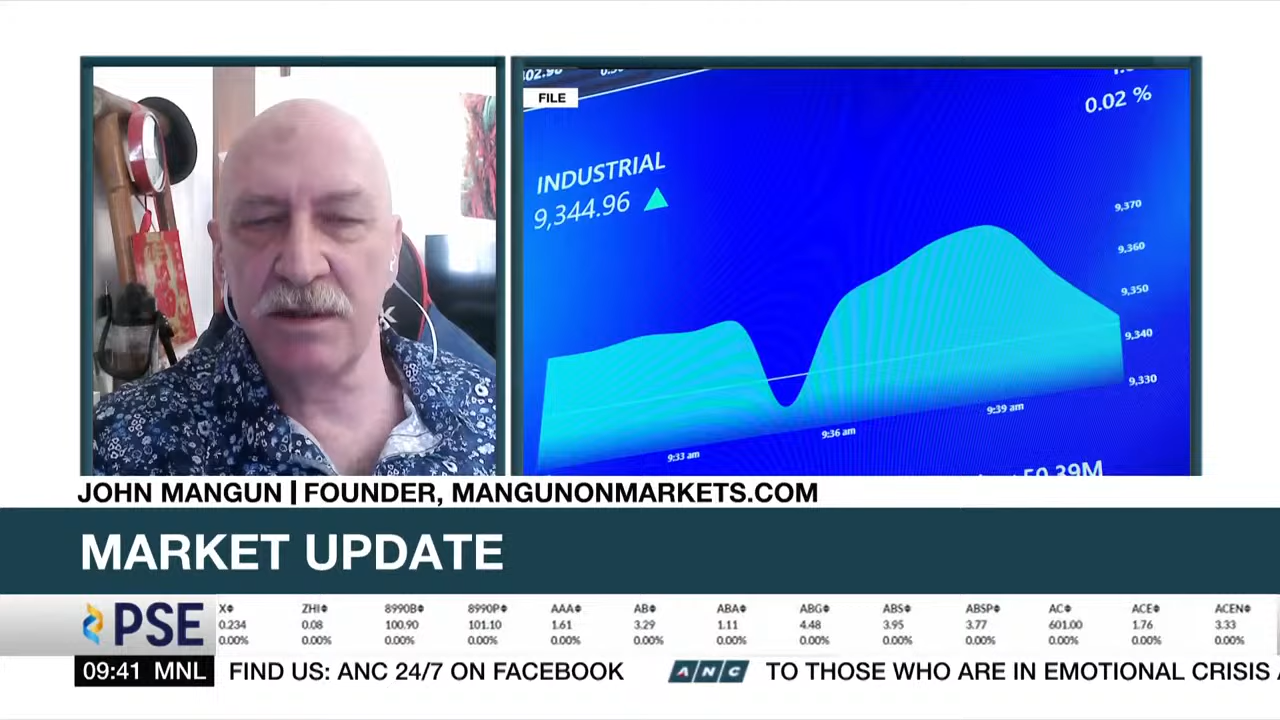 FILE
0.02 %
INDUSTRIAL
9,344.96
9,370
9,360
9,350
9,340
9,330
9:33 am
9:36 am
9:39 am
JOHN MANGUN | FOUNDER, MANGUNONMARKETS.COM
MARKET UPDATE
PSE
X ZHI 8990B 8990P AAA AB ABA ABG ABS ABSP AC ACE ACEN
0.234 0.08 100.90 101.10 1.61 3.29 1.11 4.48 3.95 3.77 601.00 1.76 3.33
0.00% 0.00% 0.00% 0.00% 0.00% 0.00% 0.00% 0.00% 0.00% 0.00% 0.00% 0.00% 0.00%
09:41 MNL FIND US: ANC 24/7 ON FACEBOOK ANC TO THOSE WHO ARE IN EMOTIONAL CRISIS